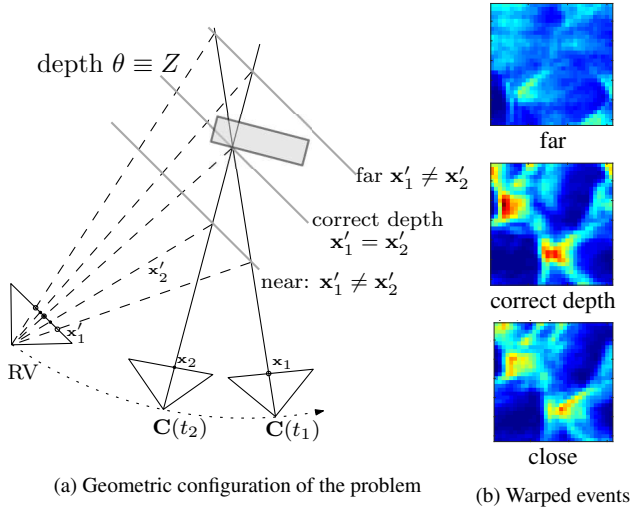 depth θ ≡ Z
far x′₁ ≠ x′₂
correct depth
x′₁ = x′₂
near: x′₁ ≠ x′₂
x′₂
x′₁
RV
x₂
x₁
C(t₂)
C(t₁)
(a) Geometric configuration of the problem
far
correct depth
close
(b) Warped events